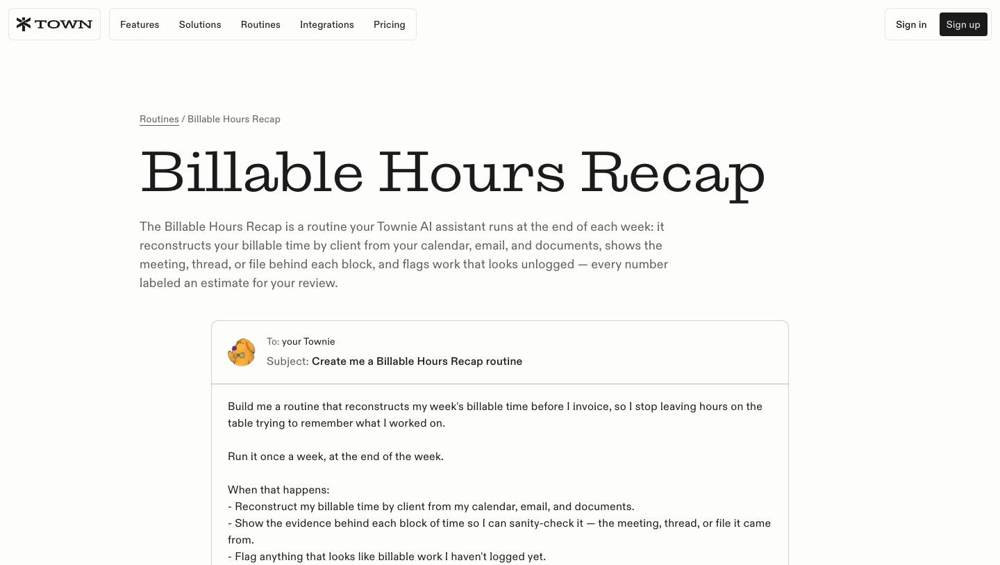 TOWN
Features
Solutions
Routines
Integrations
Pricing
Sign in
Sign up
Routines / Billable Hours Recap
Billable Hours Recap
The Billable Hours Recap is a routine your Townie AI assistant runs at the end of each week: it
reconstructs your billable time by client from your calendar, email, and documents, shows the
meeting, thread, or file behind each block, and flags work that looks unlogged — every number
labeled an estimate for your review.
To: your Townie
Subject: Create me a Billable Hours Recap routine
Build me a routine that reconstructs my week's billable time before I invoice, so I stop leaving hours on the
table trying to remember what I worked on.
Run it once a week, at the end of the week.
When that happens:
- Reconstruct my billable time by client from my calendar, email, and documents.
- Show the evidence behind each block of time so I can sanity-check it — the meeting, thread, or file it came
from.
- Flag anything that looks like billable work I haven't logged yet.